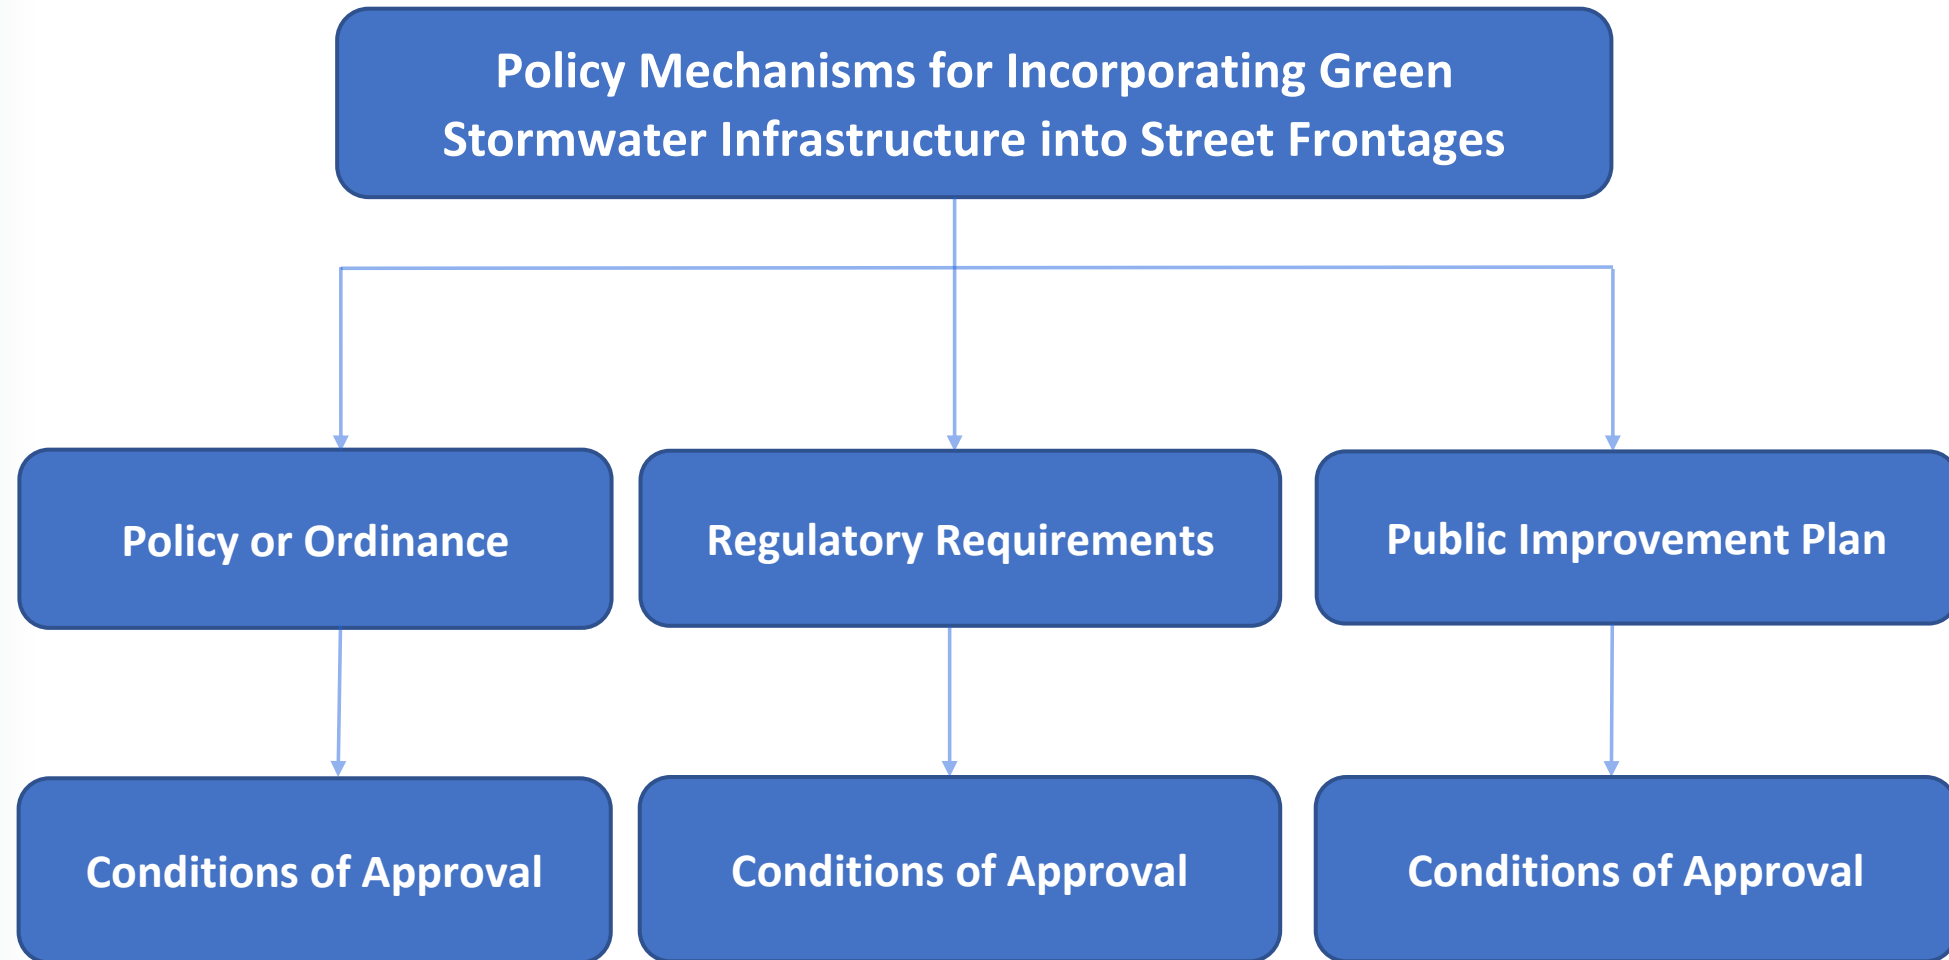 Policy Mechanisms for Incorporating Green
Stormwater Infrastructure into Street Frontages
Policy or Ordinance
Regulatory Requirements
Public Improvement Plan
Conditions of Approval
Conditions of Approval
Conditions of Approval